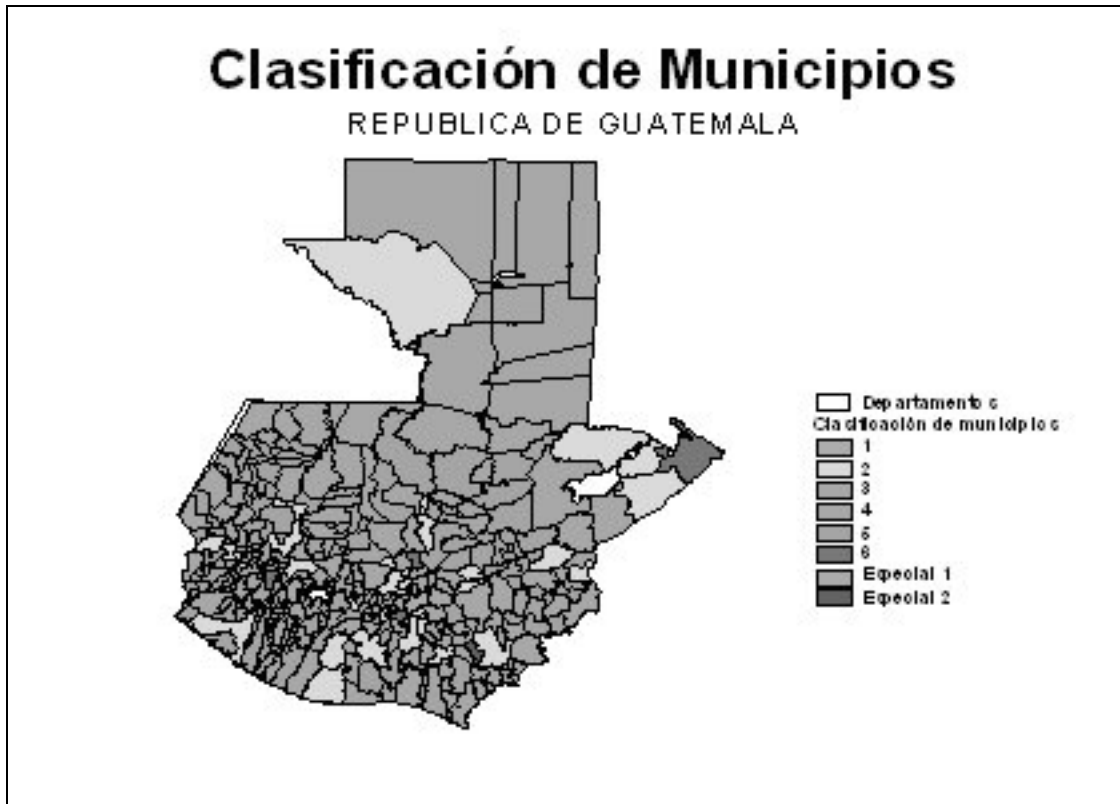 Clasificación de Municipios
REPUBLICA DE GUATEMALA
Departamentos
Clasificación de municipios
1
2
3
4
5
6
Especial 1
Especial 2